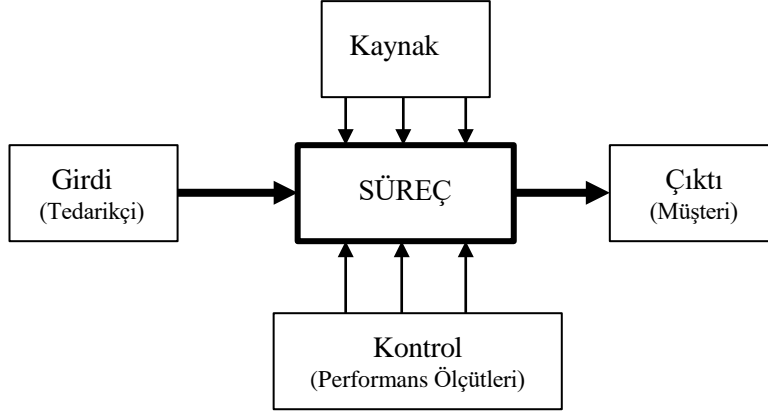 Kaynak
Girdi
(Tedarikçi)
SÜREÇ
Çıktı
(Müşteri)
Kontrol
(Performans Ölçütleri)